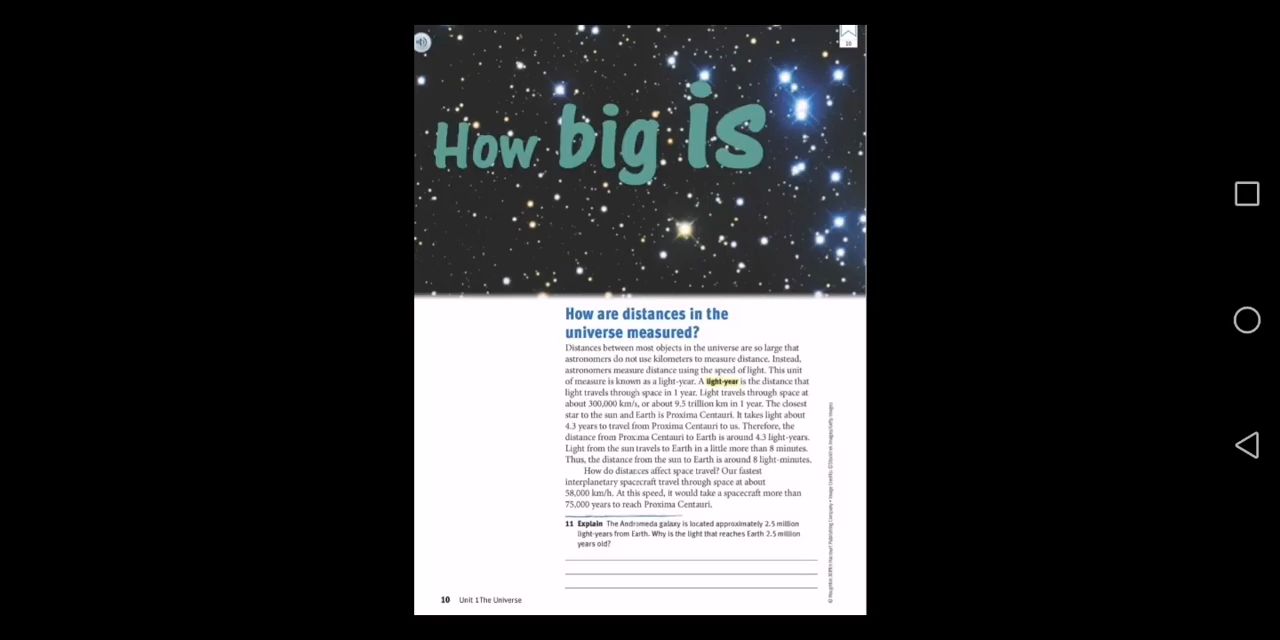 16
How big is
How are distances in the
universe measured?
Distances between most objects in the universe are so large that
astronomers do not use kilometers to measure distance. Instead,
astronomers measure distance using the speed of light. This unit
of measure is known as a light-year. A light-year is the distance that
light travels through space in 1 year. Light travels through space at
about 300,000 km/s, or about 9.5 trillion km in 1 year. The closest
star to the sun and Earth is Proxima Centauri. It takes light about
4.3 years to travel from Proxima Centauri to us. Therefore, the
distance from Proxima Centauri to Earth is around 4.3 light-years.
Light from the sun travels to Earth in a little more than 8 minutes.
Thus, the distance from the sun to Earth is around 8 light-minutes.
How do distances affect space travel? Our fastest
interplanetary spacecraft travel through space at about
58,000 km/h. At this speed, it would take a spacecraft more than
75,000 years to reach Proxima Centauri.
11 Explain The Andromeda galaxy is located approximately 2.5 million
light-years from Earth. Why is the light that reaches Earth 2.5 million
years old?
10 Unit 1 The Universe
© Houghton Mifflin Harcourt Publishing Company • Image Credits: